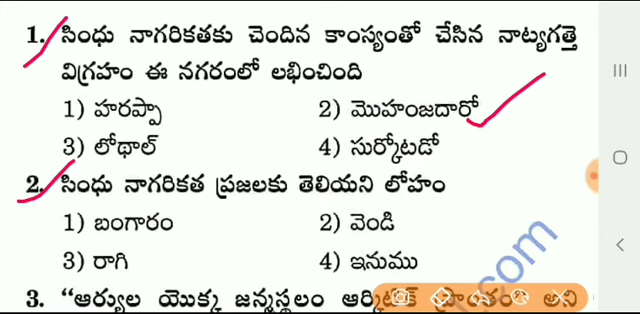 1. సింధు నాగరికతకు చెందిన కాంస్యంతో చేసిన నాట్యగత్తె
విగ్రహం ఈ నగరంలో లభించింది
1) హరప్పా 2) మొహంజదారో
3) లోథాల్ 4) సుర్కోటడో
2. సింధు నాగరికత ప్రజలకు తెలియని లోహం
1) బంగారం 2) వెండి
3) రాగి 4) ఇనుము
.com
3. "ఆర్యుల యొక్క జన్మస్థలం ఆర్కిటిక్ ప్రాంతం" అని